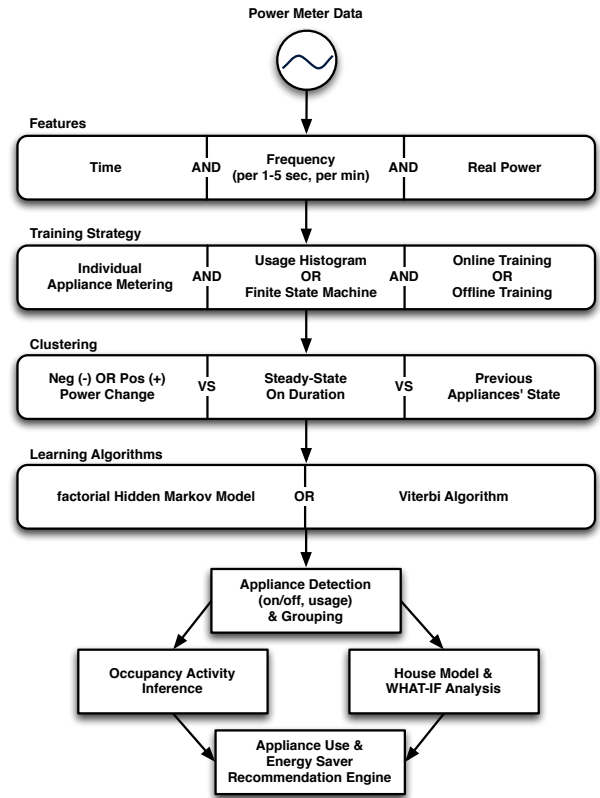 Power Meter Data
Features
Time
AND
Frequency
(per 1-5 sec, per min)
AND
Real Power
Training Strategy
Individual
Appliance Metering
AND
Usage Histogram
OR
Finite State Machine
AND
Online Training
OR
Offline Training
Clustering
Neg (-) OR Pos (+)
Power Change
VS
Steady-State
On Duration
VS
Previous
Appliances' State
Learning Algorithms
factorial Hidden Markov Model
OR
Viterbi Algorithm
Appliance Detection
(on/off, usage)
& Grouping
Occupancy Activity
Inference
House Model &
WHAT-IF Analysis
Appliance Use &
Energy Saver
Recommendation Engine